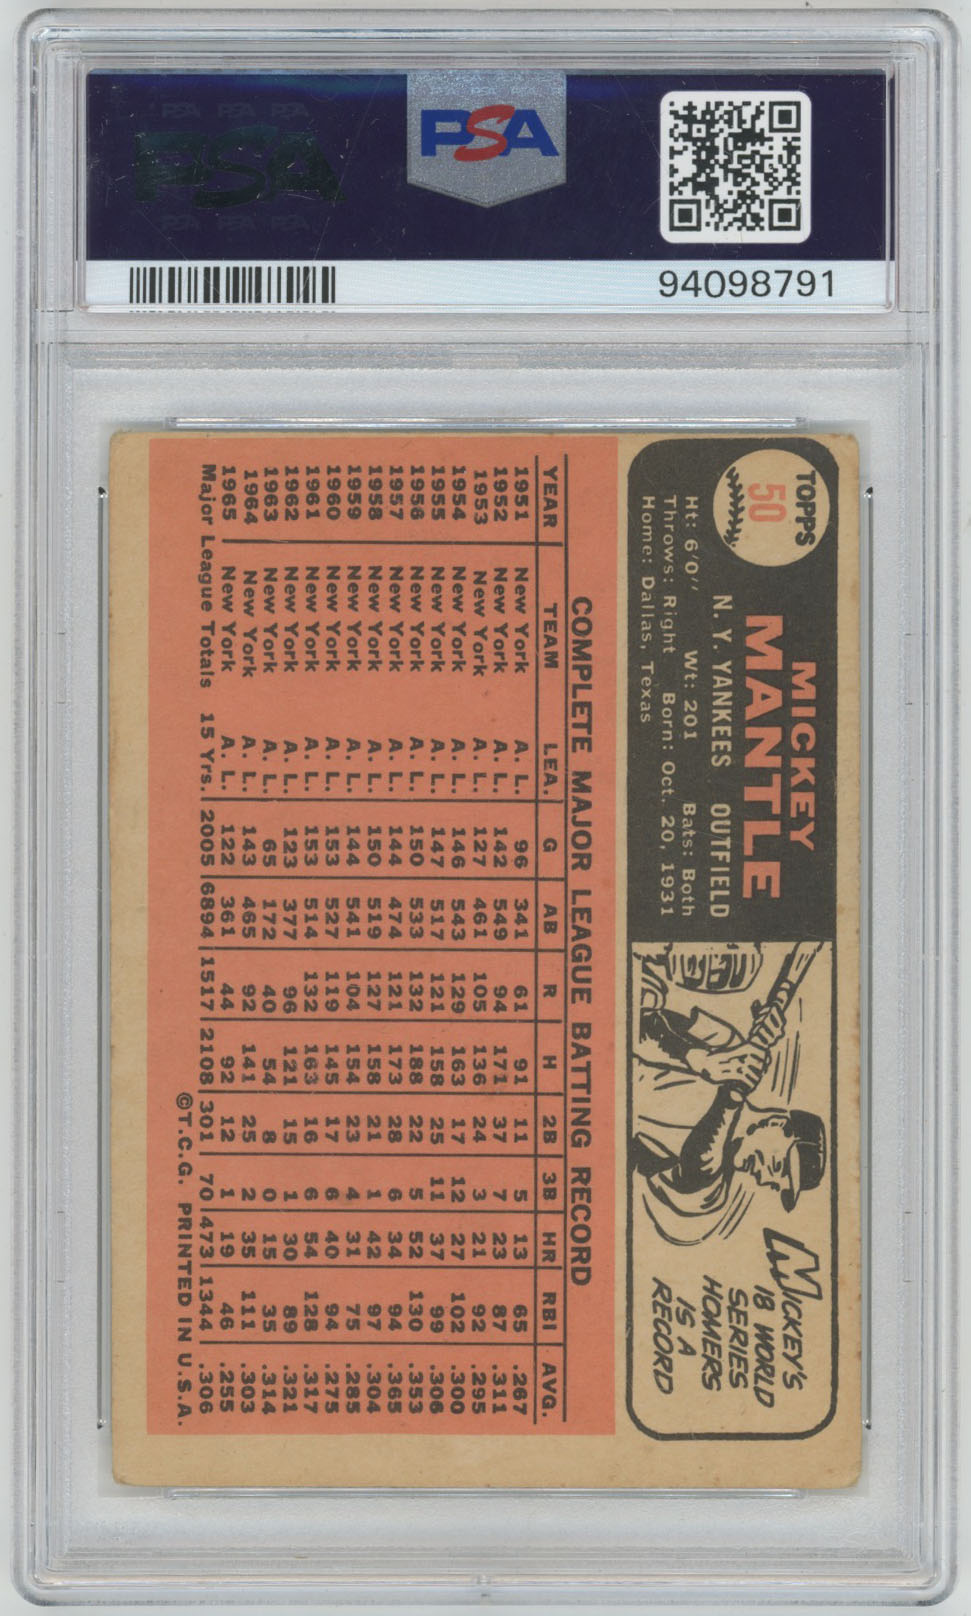 PSA PSA PSA
PSA
PSA PSA PSA
PSA
94098791
TOPPS
50
MICKEY
MANTLE
N. Y. YANKEES OUTFIELD
Ht: 6'0" Wt: 201 Bats: Both
Throws: Right Born: Oct. 20, 1931
Home: Dallas, Texas
MICKEY'S
18 WORLD
SERIES
HOMERS
IS A
RECORD
COMPLETE MAJOR LEAGUE BATTING RECORD
YEAR TEAM LEA. G AB R H 2B 3B HR RBI AVG.
1951 New York A. L. 96 341 61 91 11 5 13 65 .267
1952 New York A. L. 142 549 94 171 37 7 23 87 .311
1953 New York A. L. 127 461 105 136 24 3 21 92 .295
1954 New York A. L. 146 543 129 163 17 12 27 102 .300
1955 New York A. L. 147 517 121 158 25 11 37 99 .306
1956 New York A. L. 150 533 132 188 22 5 52 130 .353
1957 New York A. L. 144 474 121 173 28 6 34 94 .365
1958 New York A. L. 150 519 127 158 21 1 42 97 .304
1959 New York A. L. 144 541 104 154 23 4 31 75 .285
1960 New York A. L. 153 527 119 145 17 6 40 94 .275
1961 New York A. L. 153 514 132 163 16 6 54 128 .317
1962 New York A. L. 123 377 96 121 15 1 30 89 .321
1963 New York A. L. 65 172 40 54 8 0 15 35 .314
1964 New York A. L. 143 465 92 141 25 2 35 111 .303
1965 New York A. L. 122 361 44 92 12 1 19 46 .255
Major League Totals 15 Yrs. 2005 6894 1517 2108 301 70 473 1344 .306
©T.C.G. PRINTED IN U.S.A.